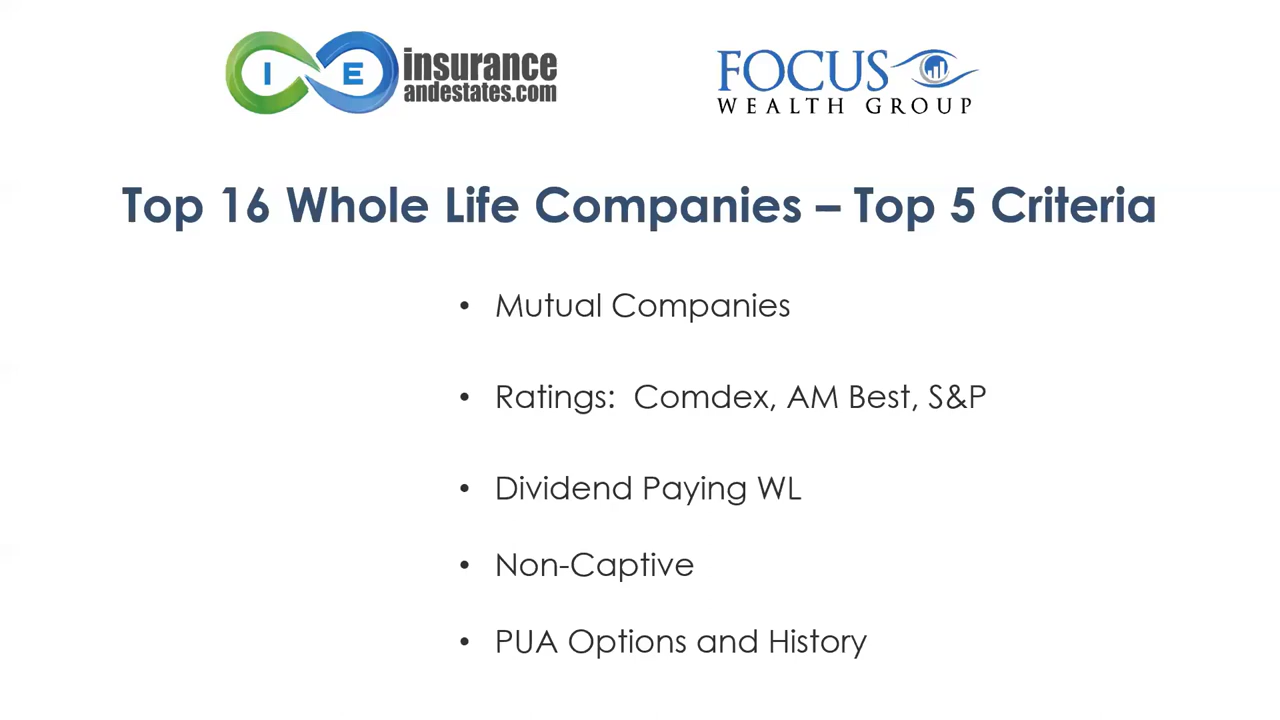 I E insurance
andestates.com
FOCUS
WEALTH GROUP
Top 16 Whole Life Companies – Top 5 Criteria
• Mutual Companies
• Ratings:  Comdex, AM Best, S&P
• Dividend Paying WL
• Non-Captive
• PUA Options and History